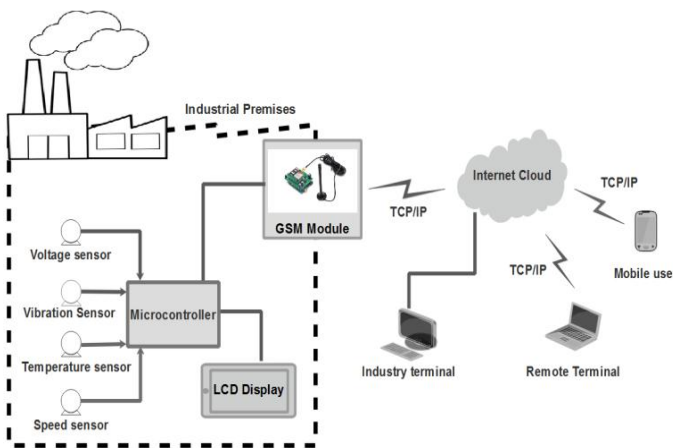 Industrial Premises
GSM Module
TCP/IP
Internet Cloud
TCP/IP
Mobile use
TCP/IP
Voltage sensor
Vibration Sensor
Microcontroller
Temperature sensor
Speed sensor
LCD Display
Industry terminal
Remote Terminal